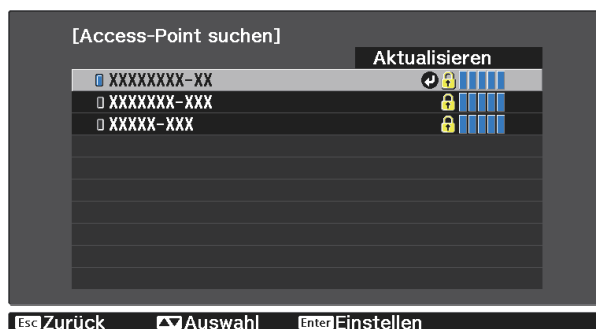 [Access-Point suchen]
Aktualisieren
XXXXXXXX-XX
XXXXXXX-XXX
XXXXX-XXX
Esc Zurück Auswahl Enter Einstellen